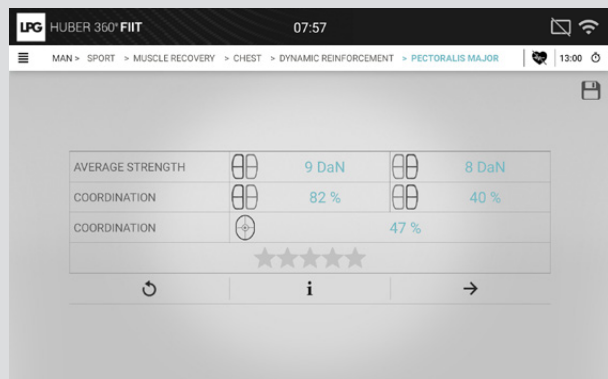 LPG HUBER 360° FIIT 07:57
MAN > SPORT > MUSCLE RECOVERY > CHEST > DYNAMIC REINFORCEMENT > PECTORALIS MAJOR 13:00
AVERAGE STRENGTH 9 DaN 8 DaN
COORDINATION 82 % 40 %
COORDINATION 47 %
i